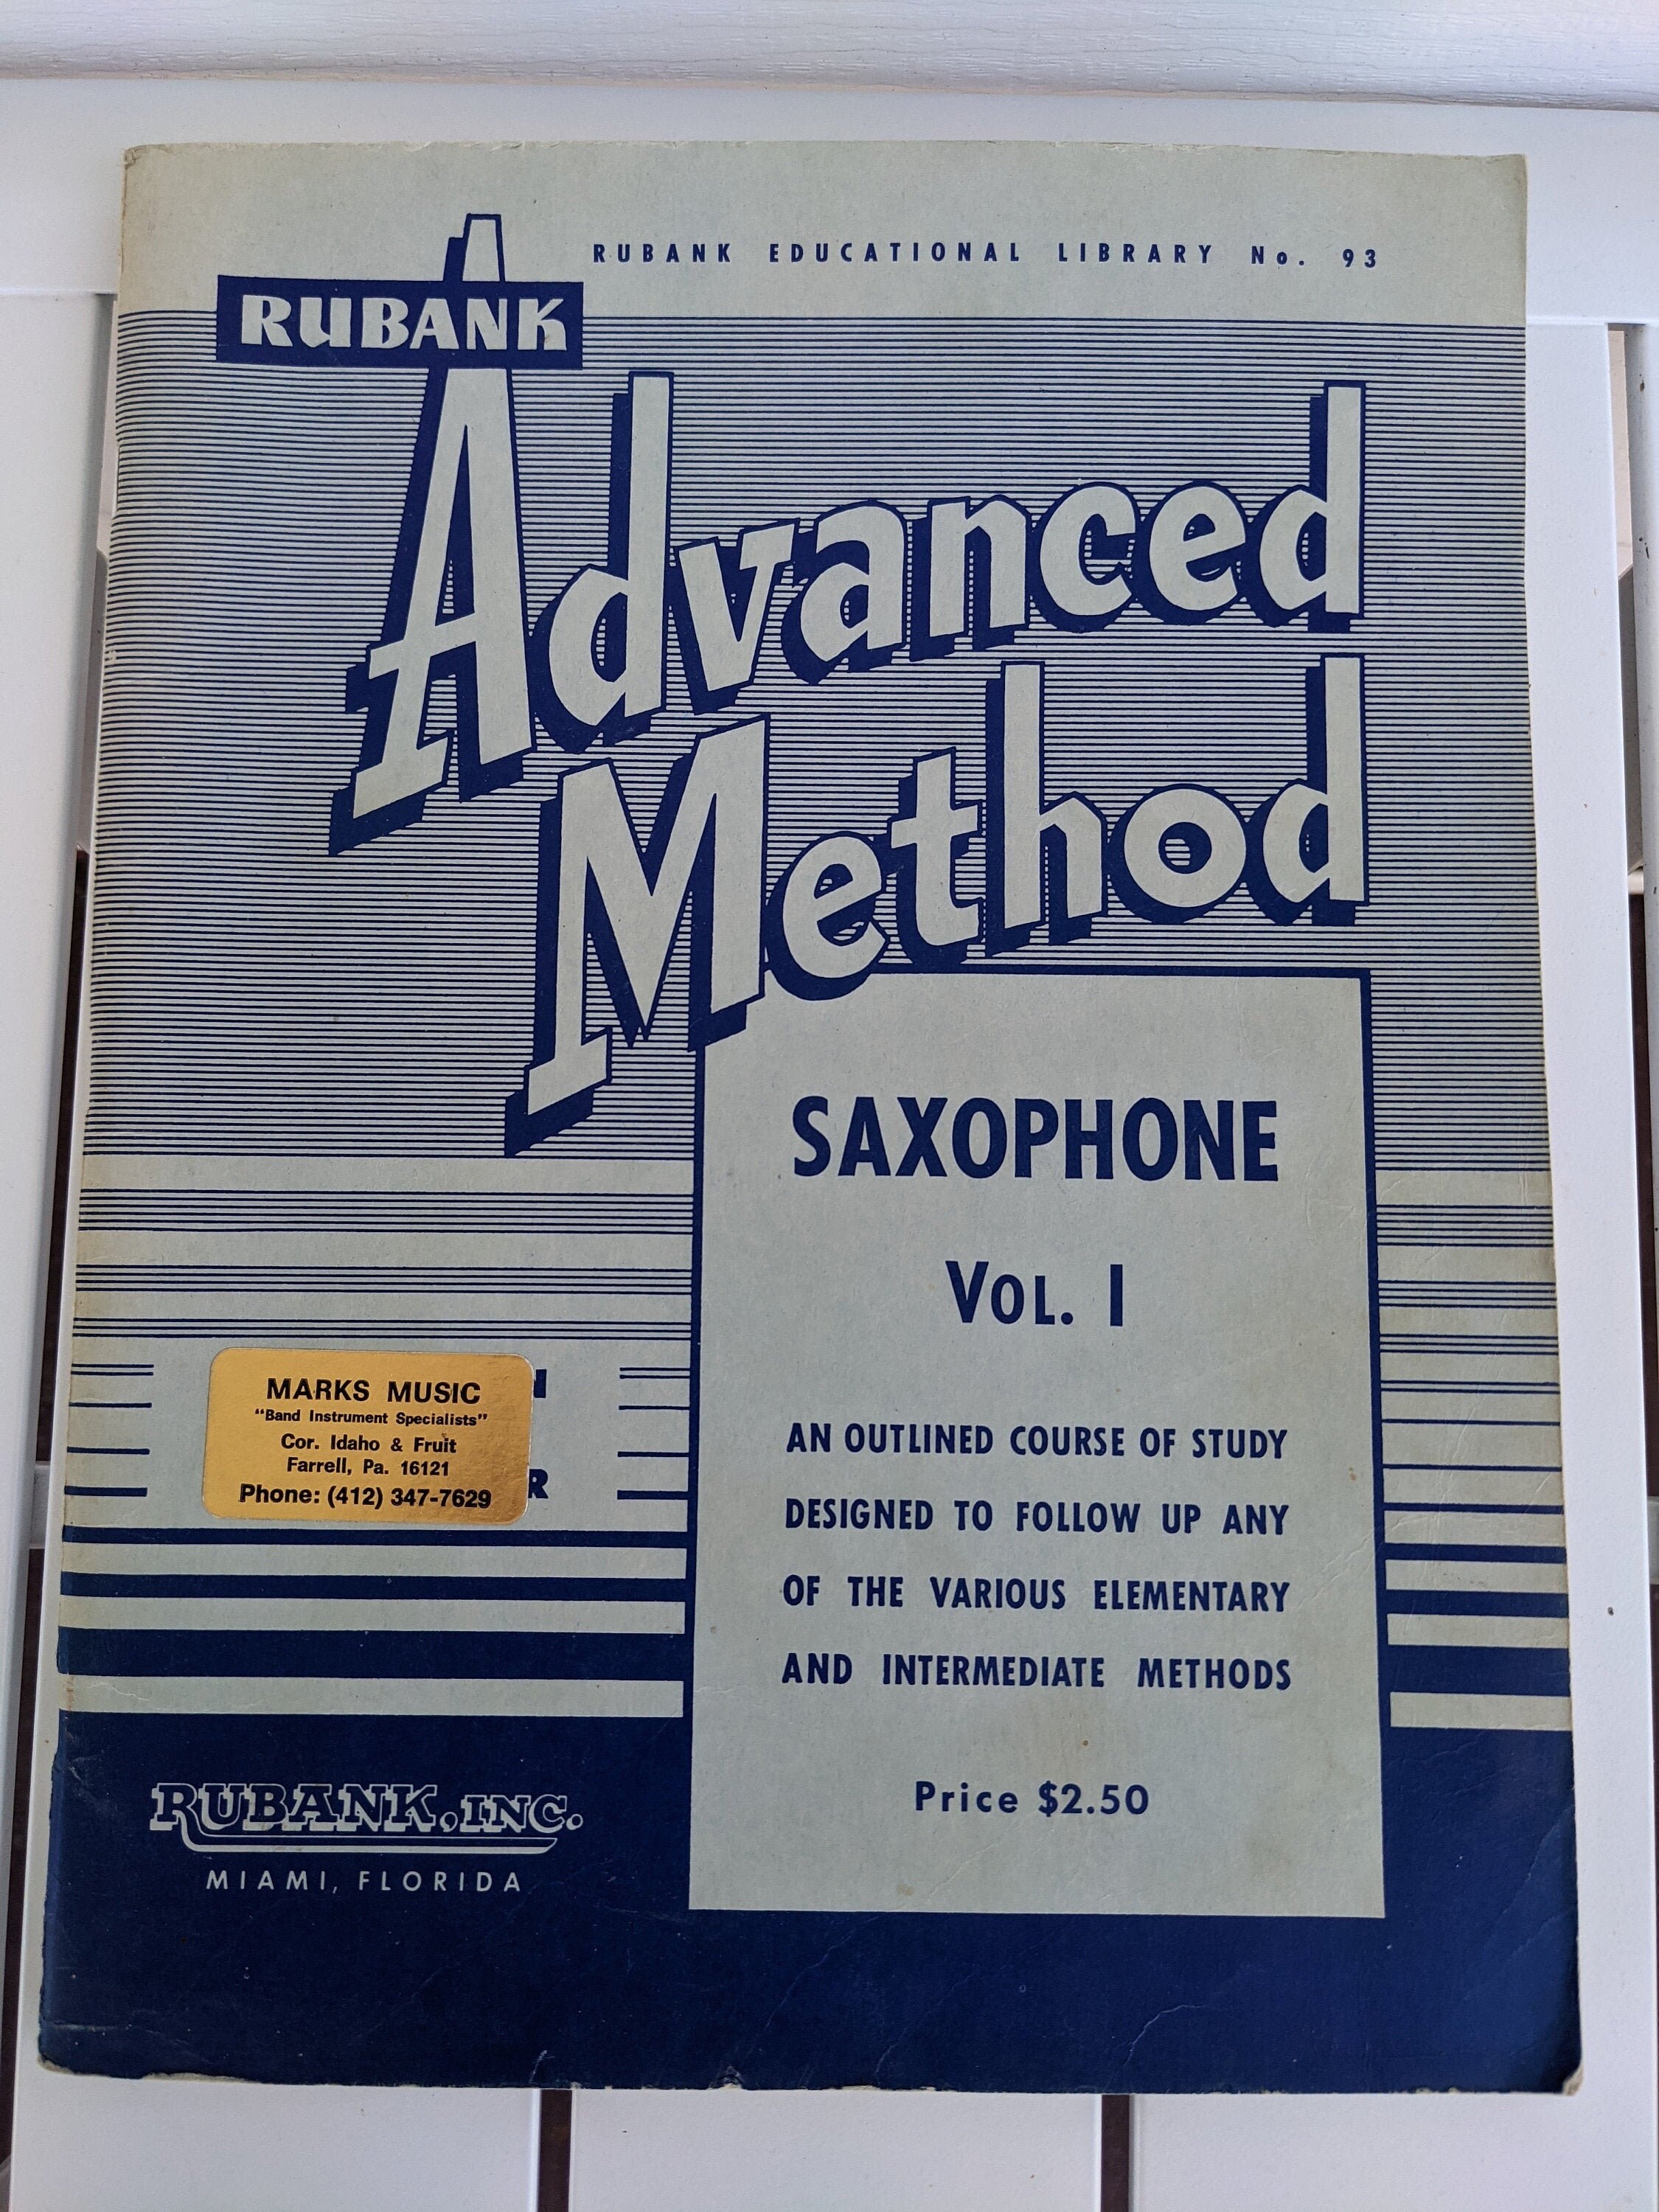 RUBANK EDUCATIONAL LIBRARY No. 93
RUBANK
Advanced
Method
SAXOPHONE
VOL. I
MARKS MUSIC
"Band Instrument Specialists"
Cor. Idaho & Fruit
Farrell, Pa. 16121
Phone: (412) 347-7629
AN OUTLINED COURSE OF STUDY
DESIGNED TO FOLLOW UP ANY
OF THE VARIOUS ELEMENTARY
AND INTERMEDIATE METHODS
Price $2.50
RUBANK, INC.
MIAMI, FLORIDA